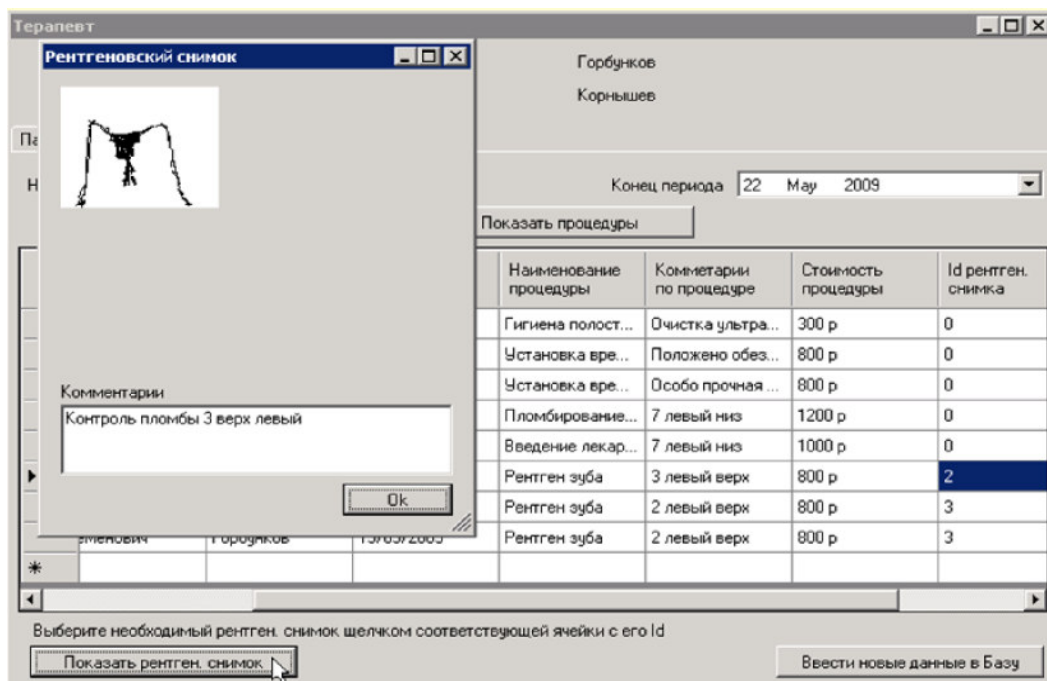 Терапевт
Рентгеновский снимок
Горбунков
Корнышев
Па
Н
Конец периода 22 May 2009
Показать процедуры
Наименование процедуры Комметарии по процедуре Стоимость процедуры Id рентген. снимка
Гигиена полост... Очистка ультра... 300 р 0
Установка вре... Положено обез... 800 р 0
Установка вре... Особо прочная ... 800 р 0
Пломбирование... 7 левый низ 1200 р 0
Введение лекар... 7 левый низ 1000 р 0
Рентген зуба 3 левый верх 800 р 2
Рентген зуба 2 левый верх 800 р 3
Рентген зуба 2 левый верх 800 р 3
Комментарии
Контроль пломбы 3 верх левый
Ok
Выберите необходимый рентген. снимок щелчком соответствующей ячейки с его Id
Показать рентген. снимок
Ввести новые данные в Базу